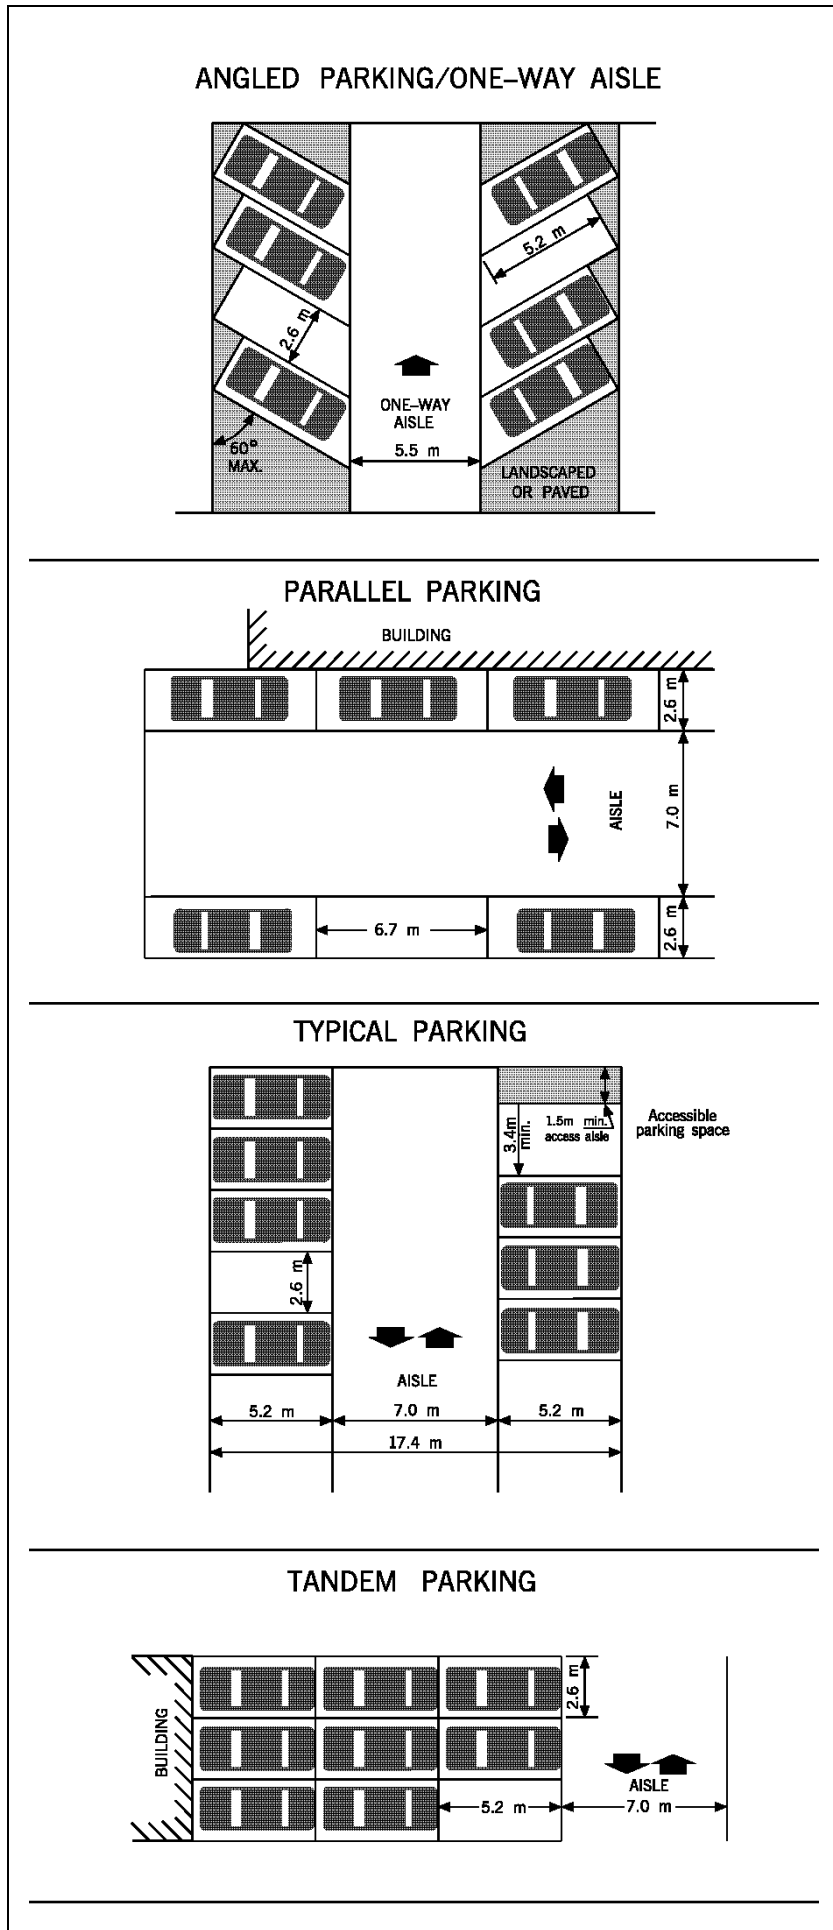 ANGLED PARKING/ONE–WAY AISLE
5.2 m
2.6 m
ONE–WAY
AISLE
5.5 m
60°
MAX.
LANDSCAPED
OR PAVED
PARALLEL PARKING
BUILDING
2.6 m
AISLE
7.0 m
6.7 m
2.6 m
TYPICAL PARKING
3.4m
min.
1.5m min.
access aisle
Accessible
parking space
2.6 m
AISLE
5.2 m
7.0 m
5.2 m
17.4 m
TANDEM PARKING
BUILDING
2.6 m
AISLE
5.2 m
7.0 m